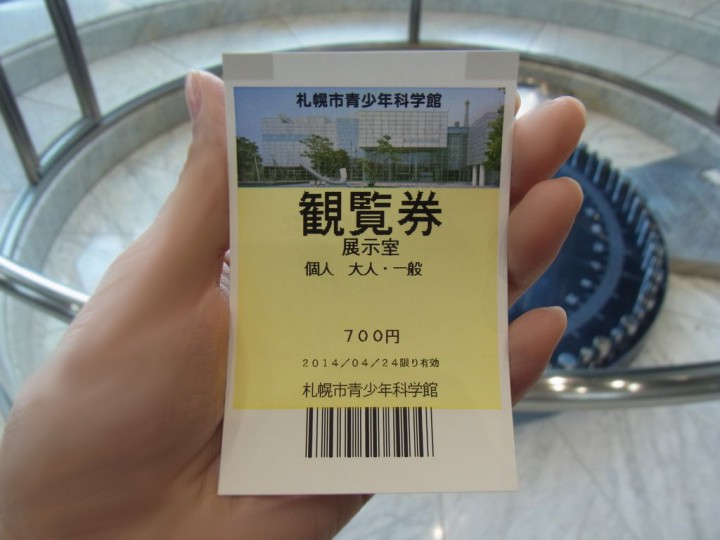 札幌市青少年科学館
観覧券
展示室
個人　大人・一般
７００円
２０１４／０４／２４限り有効
札幌市青少年科学館